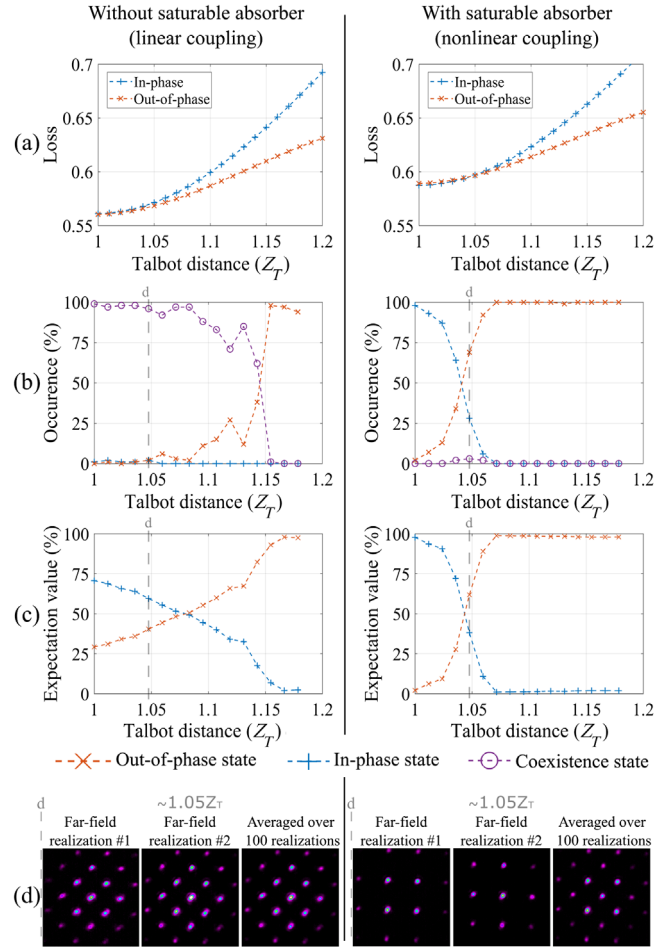 Without saturable absorber
(linear coupling)
With saturable absorber
(nonlinear coupling)
(a)
Loss
0.7
0.65
0.6
0.55
In-phase
Out-of-phase
1
1.05
1.1
1.15
1.2
Talbot distance (Z_T)
Loss
0.7
0.6
0.55
In-phase
Out-of-phase
1
1.05
1.1
1.15
1.2
Talbot distance (Z_T)
(b)
Occurence (%)
100
75
50
25
0
d
1
1.05
1.1
1.15
1.2
Talbot distance (Z_T)
Occurence (%)
100
75
50
25
0
d
1
1.05
1.1
1.15
1.2
Talbot distance (Z_T)
(c)
Expectation value (%)
100
75
50
25
0
d
1
1.05
1.1
1.15
1.2
Talbot distance (Z_T)
Expectation value (%)
100
75
50
25
0
d
1
1.05
1.1
1.15
1.2
Talbot distance (Z_T)
Out-of-phase state
In-phase state
Coexistence state
(d)
d
~1.05Z_T
Far-field
realization #1
Far-field
realization #2
Averaged over
100 realizations
d
~1.05Z_T
Far-field
realization #1
Far-field
realization #2
Averaged over
100 realizations